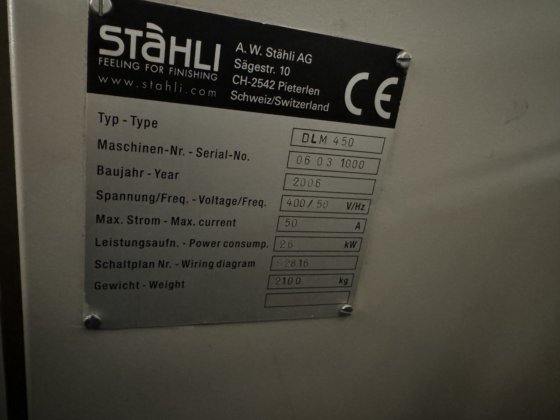 STÄHLI
FEELING FOR FINISHING
www.stahli.com
A. W. Stähli AG
Sägestr. 10
CH-2542 Pieterlen
Schweiz/Switzerland
CE
Typ - Type DLM 450
Maschinen-Nr. - Serial-No. 06 03 1000
Baujahr - Year 2006
Spannung/Freq. - Voltage/Freq. 400 / 50 V/Hz
Max. Strom - Max. current 50 A
Leistungsaufn. - Power consump. 26 kW
Schaltplan Nr. - Wiring diagram S2816
Gewicht - Weight 2100 kg